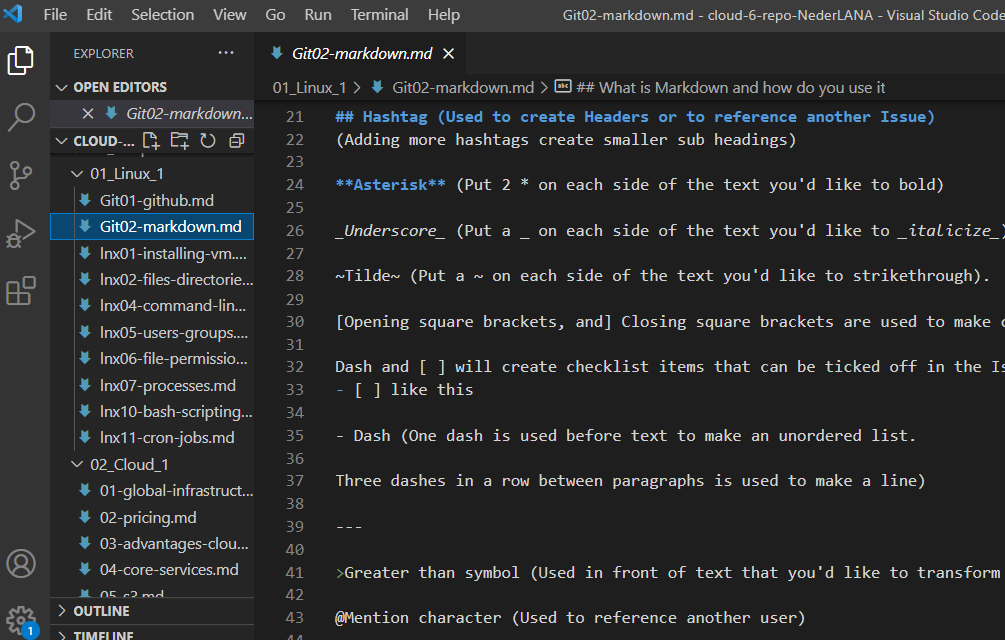 File Edit Selection View Go Run Terminal Help Git02-markdown.md - cloud-6-repo-NederLANA - Visual Studio Code
EXPLORER ...
Git02-markdown.md
OPEN EDITORS
Git02-markdown...
CLOUD-...
01_Linux_1
Git01-github.md
Git02-markdown.md
lnx01-installing-vm....
lnx02-files-directorie...
lnx04-command-lin...
lnx05-users-groups....
lnx06-file-permissio...
lnx07-processes.md
lnx10-bash-scripting...
lnx11-cron-jobs.md
02_Cloud_1
01-global-infrastruct...
02-pricing.md
03-advantages-clou...
04-core-services.md
05-s3.md
OUTLINE
TIMELINE
1
01_Linux_1 > Git02-markdown.md > abc ## What is Markdown and how do you use it
21 ## Hashtag (Used to create Headers or to reference another Issue)
22 (Adding more hashtags create smaller sub headings)
23
24 **Asterisk** (Put 2 * on each side of the text you'd like to bold)
25
26 _Underscore_ (Put a _ on each side of the text you'd like to _italicize_)
27
28 ~Tilde~ (Put a ~ on each side of the text you'd like to strikethrough).
29
30 [Opening square brackets, and] Closing square brackets are used to make
31
32 Dash and [ ] will create checklist items that can be ticked off in the
33 - [ ] like this
34
35 - Dash (One dash is used before text to make an unordered list.
36
37 Three dashes in a row between paragraphs is used to make a line)
38
39 ---
40
41 >Greater than symbol (Used in front of text that you'd like to transform
42
43 @Mention character (Used to reference another user)
44